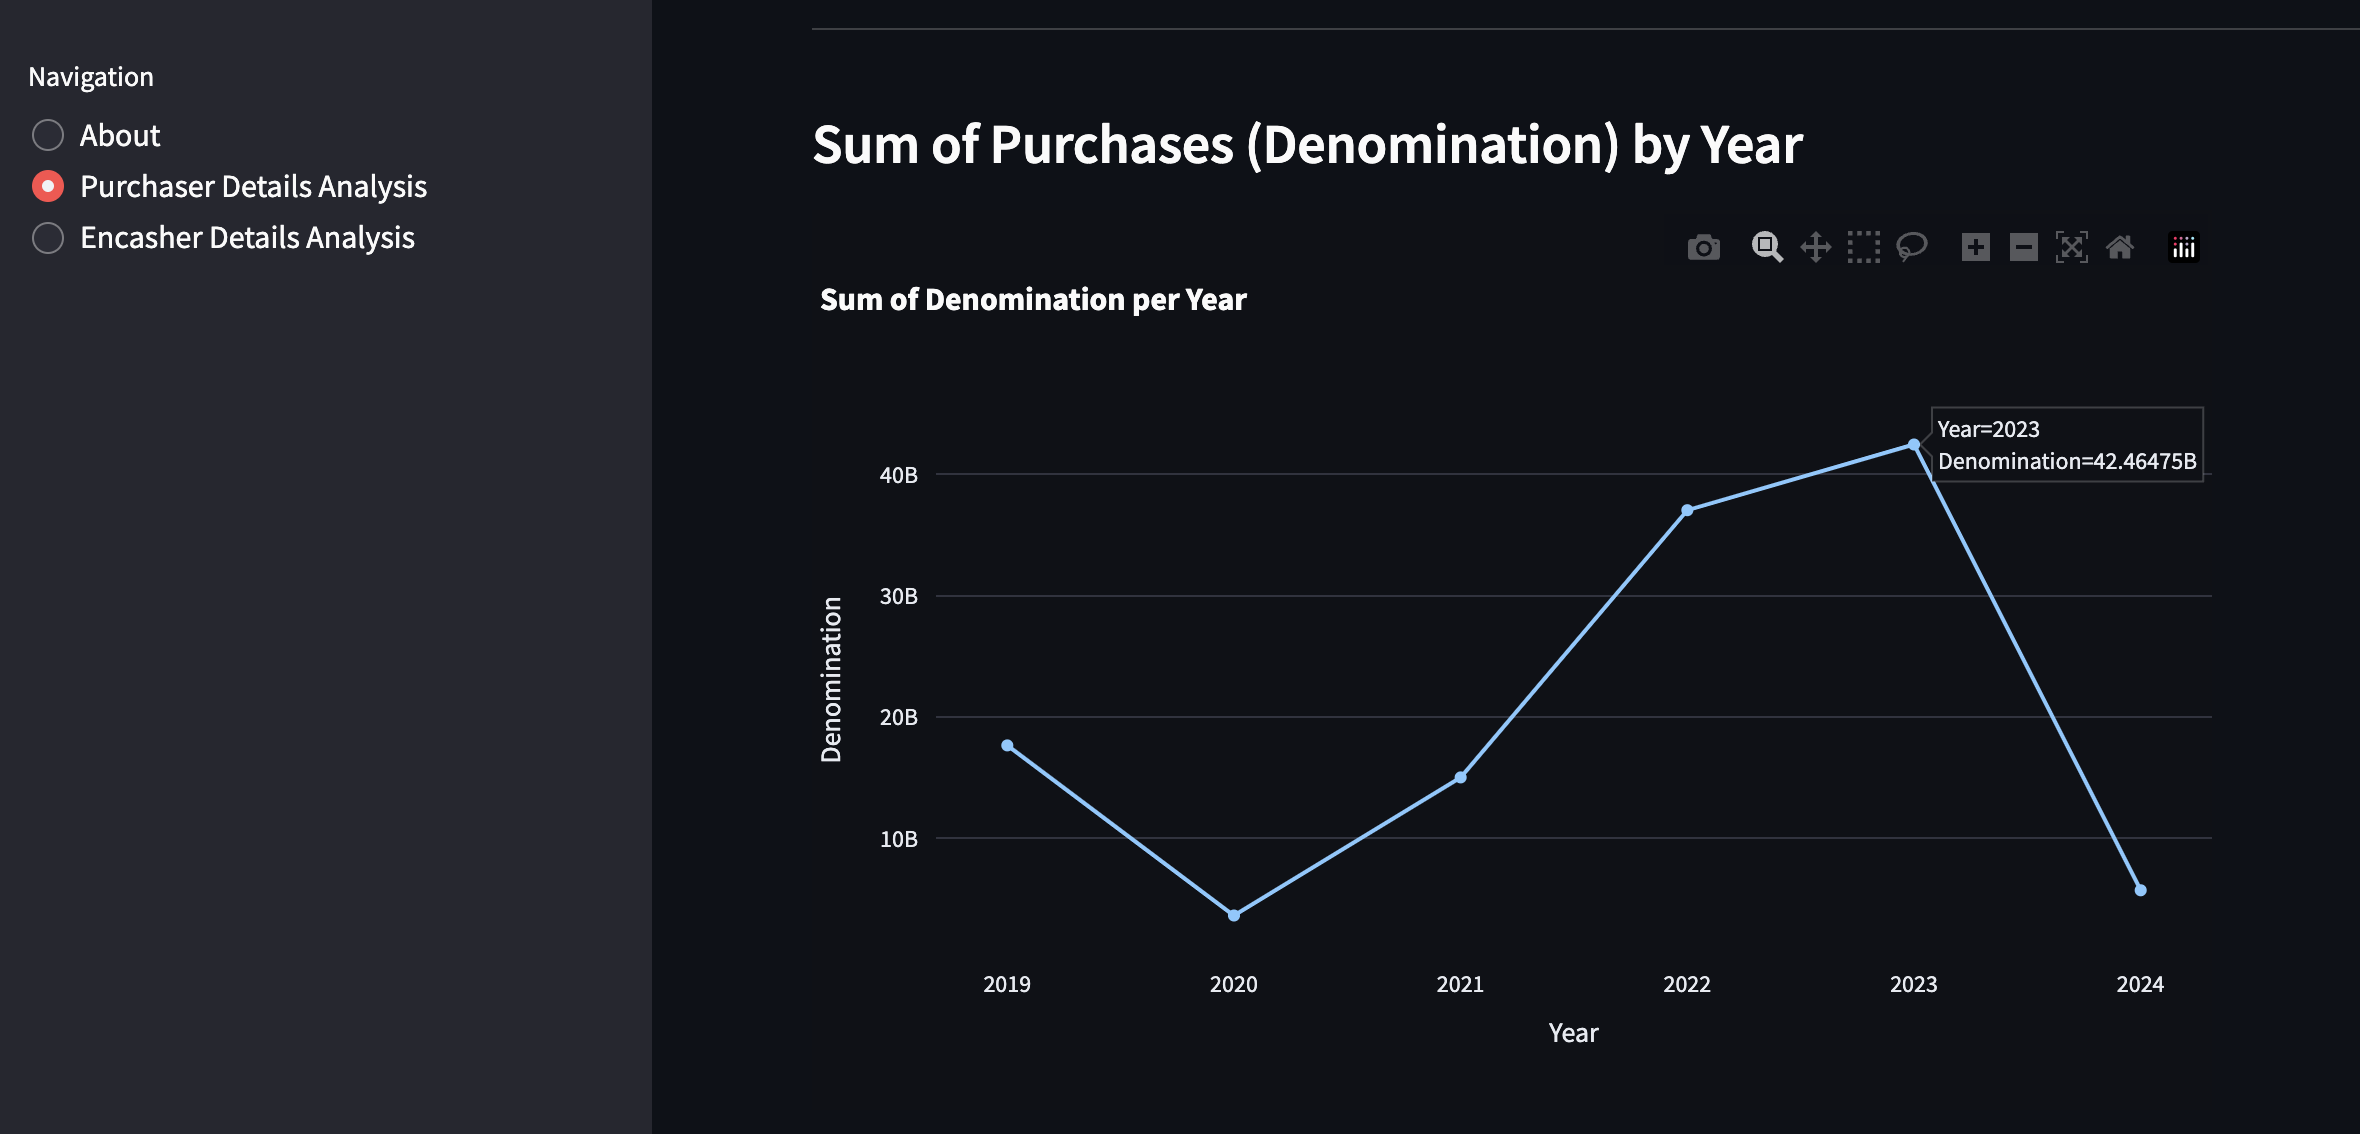 Navigation
About
Purchaser Details Analysis
Encasher Details Analysis
Sum of Purchases (Denomination) by Year
Sum of Denomination per Year
Year=2023
Denomination=42.46475B
40B
30B
20B
10B
Denomination
2019
2020
2021
2022
2023
2024
Year